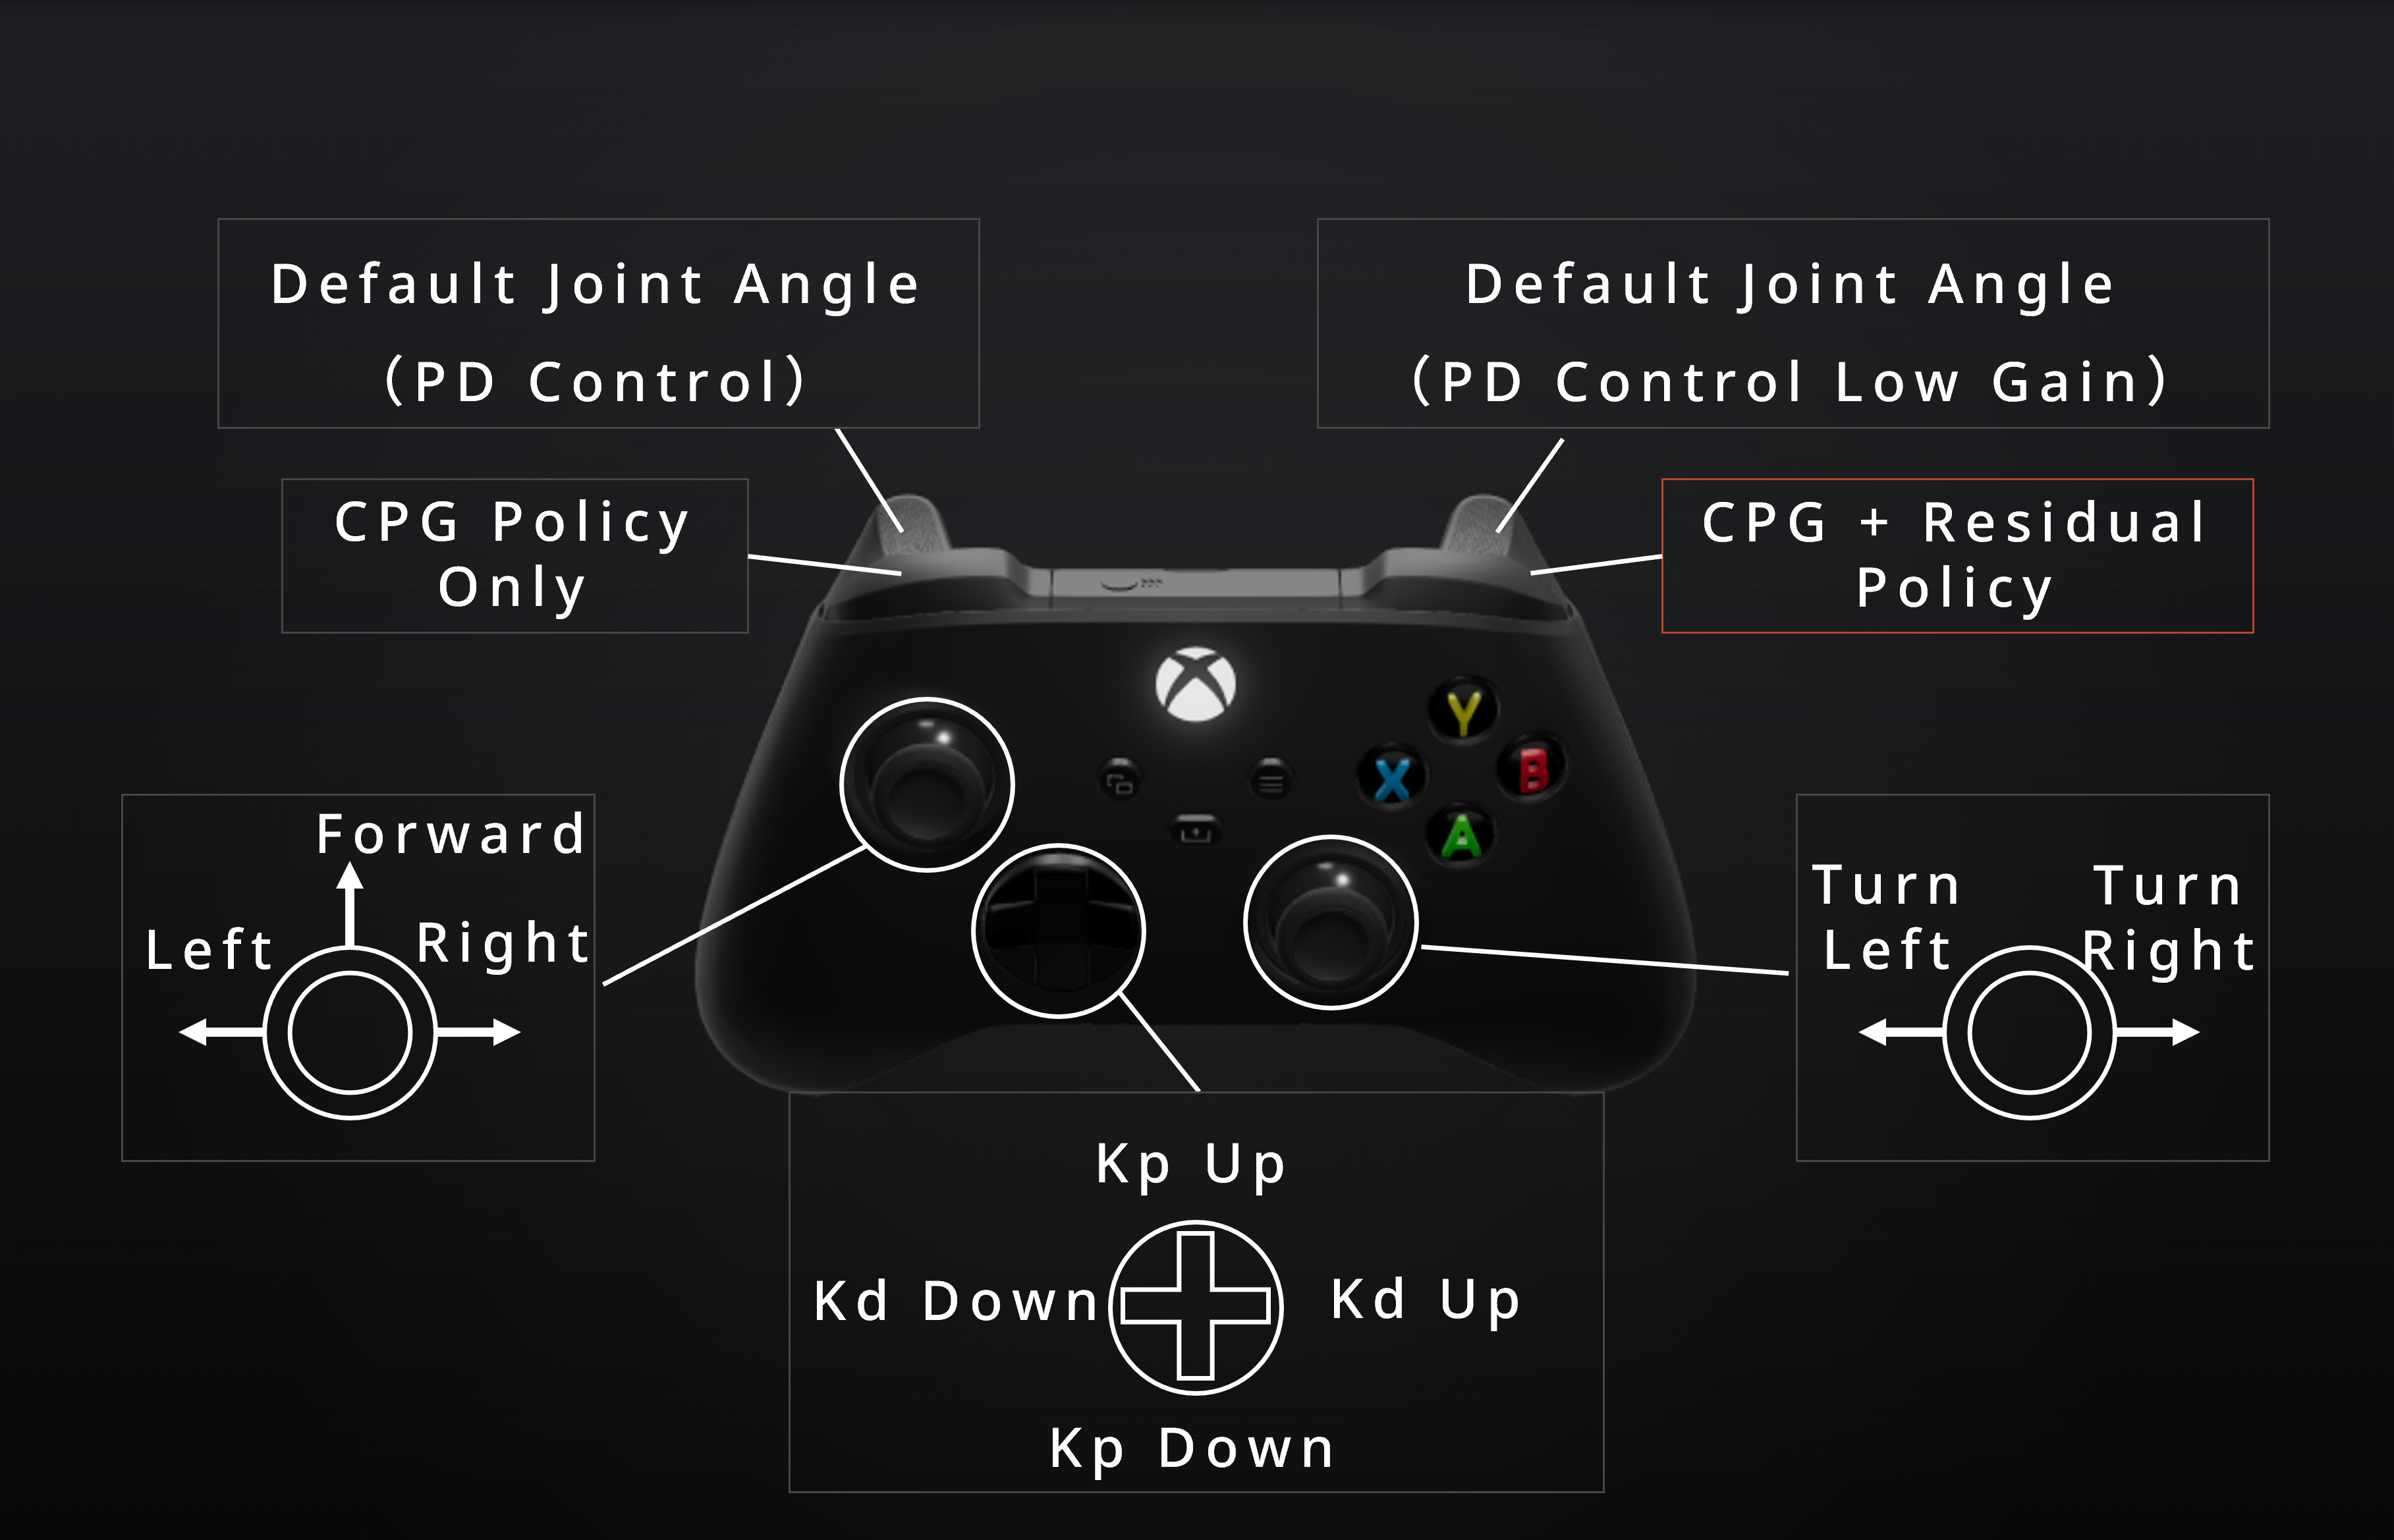 Default Joint Angle
(PD Control)
Default Joint Angle
(PD Control Low Gain)
CPG Policy
Only
CPG + Residual
Policy
Y
X
B
A
Forward
Left
Right
Turn
Left
Turn
Right
Kp Up
Kd Down
Kd Up
Kp Down